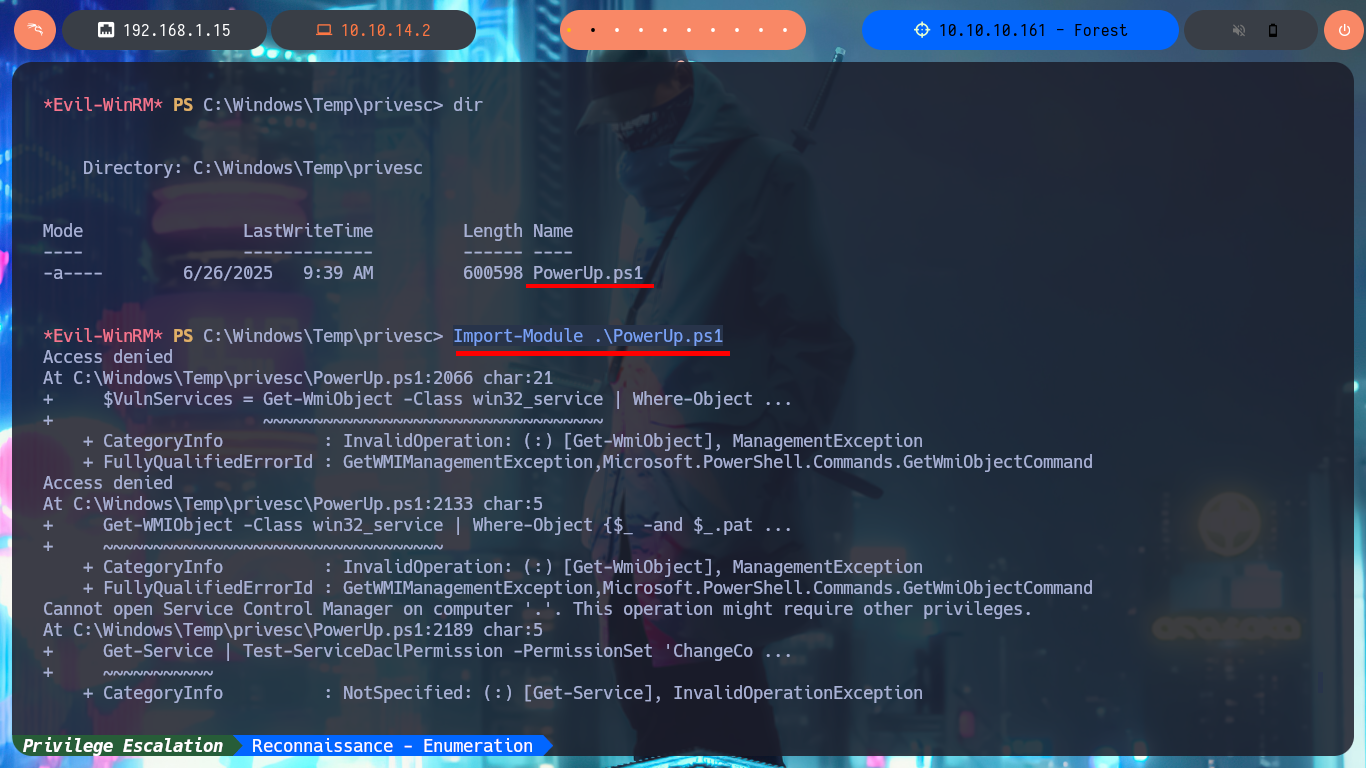 192.168.1.15
10.10.14.2
10.10.10.161 - Forest
*Evil-WinRM* PS C:\Windows\Temp\privesc> dir
Directory: C:\Windows\Temp\privesc
Mode                LastWriteTime         Length Name
----                -------------         ------ ----
-a----        6/26/2025   9:39 AM         600598 PowerUp.ps1
*Evil-WinRM* PS C:\Windows\Temp\privesc> Import-Module .\PowerUp.ps1
Access denied
At C:\Windows\Temp\privesc\PowerUp.ps1:2066 char:21
+     $VulnServices = Get-WmiObject -Class win32_service | Where-Object ...
+                     ~~~~~~~~~~~~~~~~~~~~~~~~~~~~~~~~~~
    + CategoryInfo          : InvalidOperation: (:) [Get-WmiObject], ManagementException
    + FullyQualifiedErrorId : GetWMIManagementException,Microsoft.PowerShell.Commands.GetWmiObjectCommand
Access denied
At C:\Windows\Temp\privesc\PowerUp.ps1:2133 char:5
+     Get-WMIObject -Class win32_service | Where-Object {$_ -and $_.pat ...
+     ~~~~~~~~~~~~~~~~~~~~~~~~~~~~~~~~~~
    + CategoryInfo          : InvalidOperation: (:) [Get-WmiObject], ManagementException
    + FullyQualifiedErrorId : GetWMIManagementException,Microsoft.PowerShell.Commands.GetWmiObjectCommand
Cannot open Service Control Manager on computer '.'. This operation might require other privileges.
At C:\Windows\Temp\privesc\PowerUp.ps1:2189 char:5
+     Get-Service | Test-ServiceDaclPermission -PermissionSet 'ChangeCo ...
+     ~~~~~~~~~~~
    + CategoryInfo          : NotSpecified: (:) [Get-Service], InvalidOperationException
Privilege Escalation
Reconnaissance - Enumeration